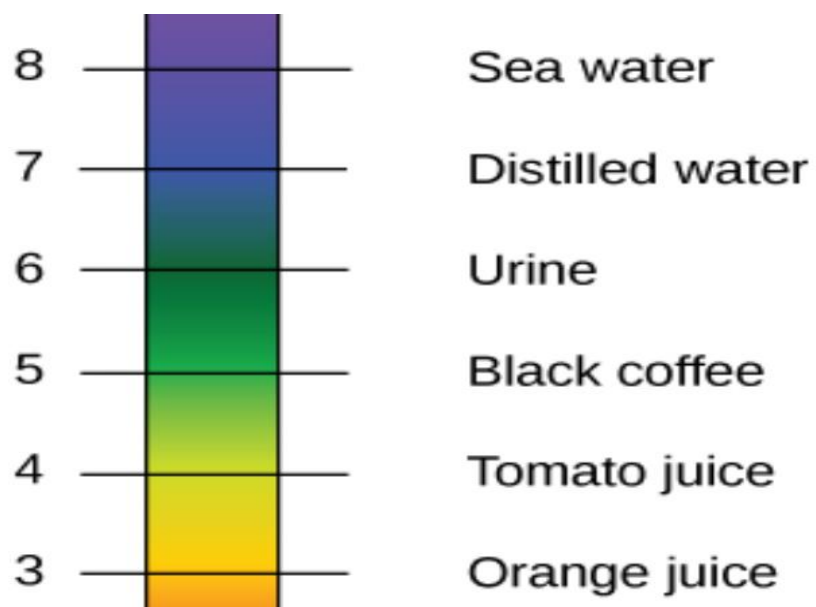 8 Sea water
7 Distilled water
6 Urine
5 Black coffee
4 Tomato juice
3 Orange juice